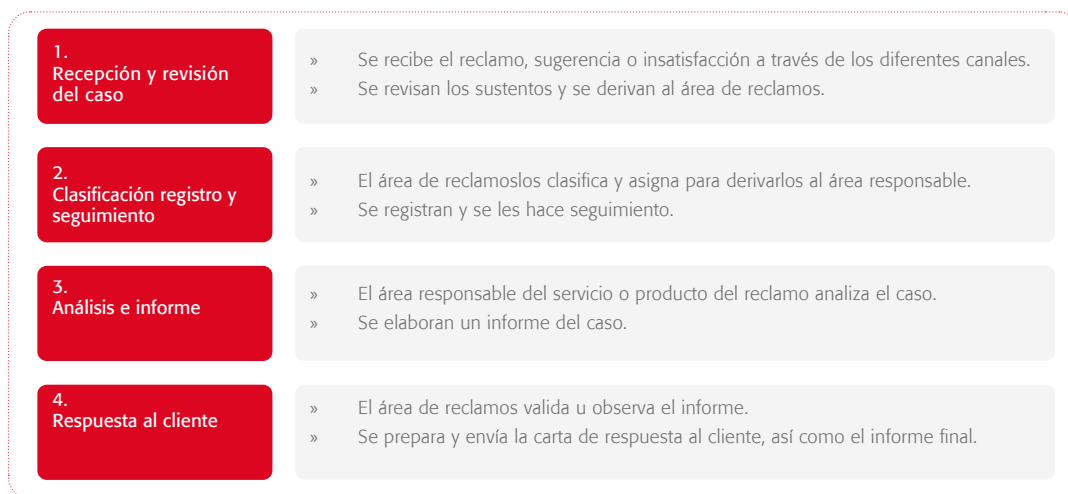 1.
Recepción y revisión
del caso
» Se recibe el reclamo, sugerencia o insatisfacción a través de los diferentes canales.
» Se revisan los sustentos y se derivan al área de reclamos.
2.
Clasificación registro y
seguimiento
» El área de reclamoslos clasifica y asigna para derivarlos al área responsable.
» Se registran y se les hace seguimiento.
3.
Análisis e informe
» El área responsable del servicio o producto del reclamo analiza el caso.
» Se elaboran un informe del caso.
4.
Respuesta al cliente
» El área de reclamos valida u observa el informe.
» Se prepara y envía la carta de respuesta al cliente, así como el informe final.